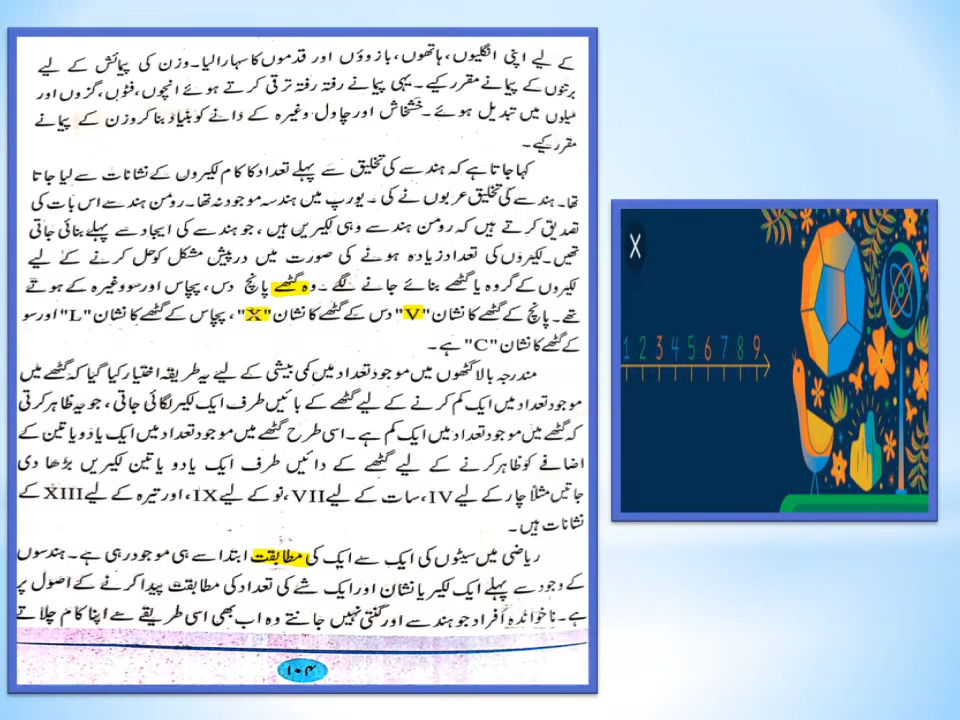 کے لیے اپنی انگلیوں، ہاتھوں، بازوؤں اور قدموں کا سہارا لیا۔ وزن کی پیمائش کے لیے
برتنوں کے پیمانے مقرر کیے۔ یہی پیمانے رفتہ رفتہ ترقی کرتے ہوئے انچوں، فٹوں، گزوں اور
میلوں میں تبدیل ہوئے۔ خشخاش اور چاول وغیرہ کے دانے کو بنیاد بنا کر وزن کے پیمانے
مقرر کیے۔
کہا جاتا ہے کہ ہندسے کی تخلیق سے پہلے تعداد کا کام لکیروں کے نشانات سے لیا جاتا
تھا۔ ہندسے کی تخلیق عربوں نے کی۔ یورپ میں ہندسہ موجود نہ تھا۔ رومن ہندسے اس بات کی
تصدیق کرتے ہیں کہ رومن ہندسے وہی لکیریں ہیں، جو ہندسے کی ایجاد سے پہلے بنائی جاتی
تھیں۔ لکیروں کی تعداد زیادہ ہونے کی صورت میں درپیش مشکل کو حل کرنے کے لیے
لکیروں کے گروہ یا گٹھے بنائے جانے لگے۔ وہ گٹھے پانچ دس، پچاس اور سو وغیرہ کے ہوتے
تھے۔ پانچ کے گٹھے کا نشان "V" دس کے گٹھے کا نشان "X"، پچاس کے گٹھے کا نشان "L" اور سو
کے گٹھے کا نشان "C" ہے۔
مندرجہ بالا گٹھوں میں موجود تعداد میں کمی بیشی کے لیے یہ طریقہ اختیار کیا گیا کہ گٹھے میں
موجود تعداد میں ایک کم کرنے کے لیے گٹھے کے بائیں طرف ایک لکیر لگائی جاتی، جو یہ ظاہر کرتی
کہ گٹھے میں موجود تعداد میں ایک کم ہے۔ اسی طرح گٹھے میں موجود تعداد میں ایک یا دو یا تین کے
اضافے کو ظاہر کرنے کے لیے گٹھے کے دائیں طرف ایک یا دو یا تین لکیریں بڑھا دی
جاتیں مثلاً چار کے لیے IV، سات کے لیے VII، نو کے لیے IX، اور تیرہ کے لیے XIII کے
نشانات ہیں۔
ریاضی میں سیٹوں کی ایک سے ایک کی مطابقت ابتدا سے ہی موجود رہی ہے۔ ہندسوں
کے وجود سے پہلے ایک لکیر یا نشان اور ایک شے کی تعداد کی مطابقت پیدا کرنے کے اصول پر
ہے۔ ناخواندہ افراد جو ہندسے اور گنتی نہیں جانتے وہ اب بھی اسی طریقے سے اپنا کام چلاتے
۱۰۴
X
1 2 3 4 5 6 7 8 9